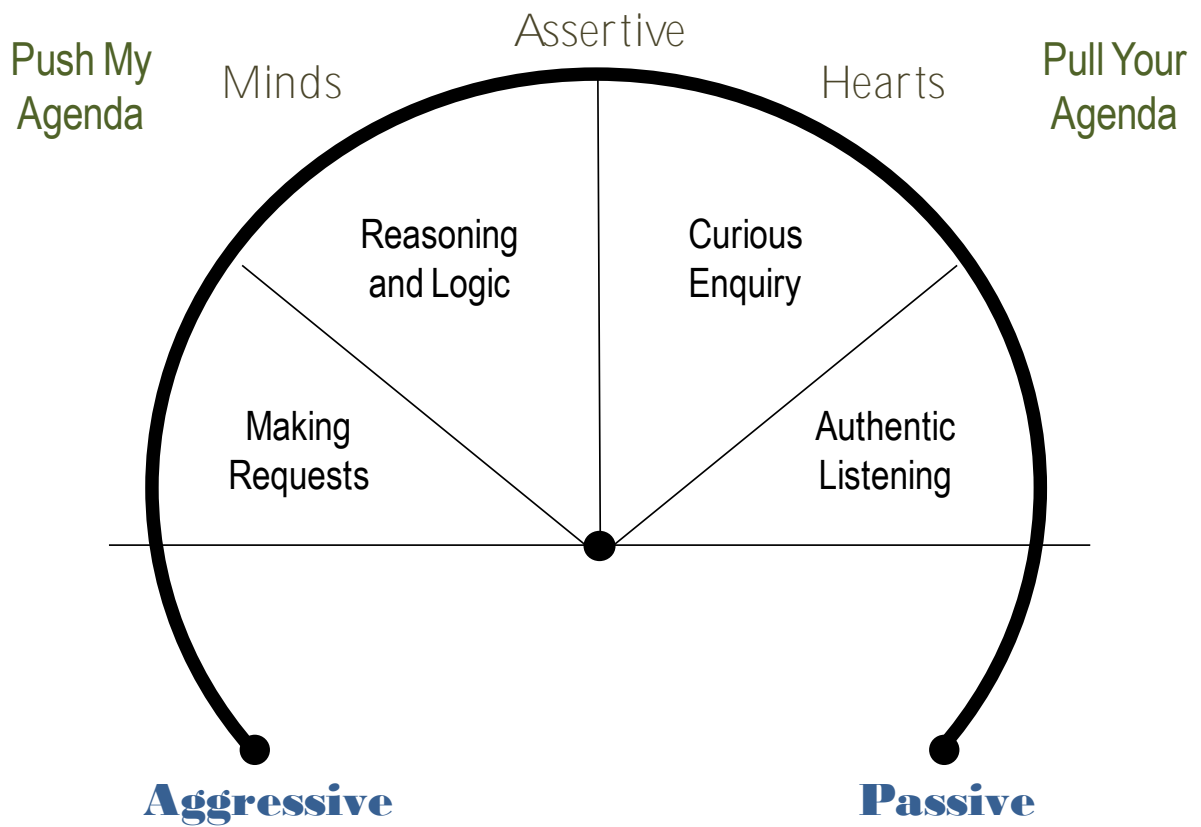 Assertive
Push My
Agenda
Minds
Hearts
Pull Your
Agenda
Reasoning
and Logic
Curious
Enquiry
Making
Requests
Authentic
Listening
Aggressive
Passive